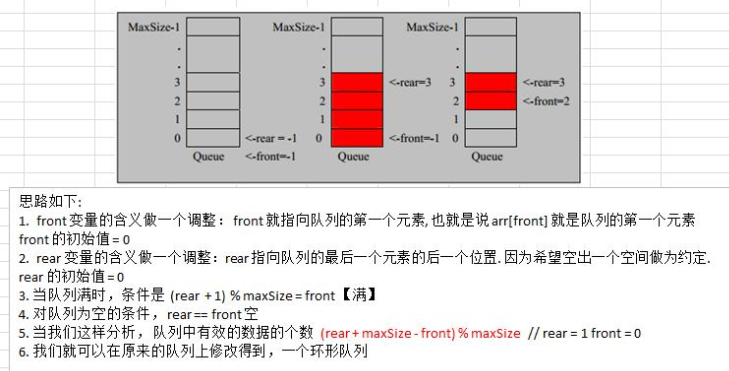 MaxSize-1 MaxSize-1 MaxSize-1
. . .
. . .
3 3 <-rear=3 3 <-rear=3
2 2 2 <-front=2
1 1 1
0 <-rear = -1 0 <-front=-1 0
Queue <-front=-1 Queue Queue
思路如下:
1. front 变量的含义做一个调整： front 就指向队列的第一个元素, 也就是说 arr[front] 就是队列的第一个元素
front 的初始值 = 0
2. rear 变量的含义做一个调整：rear 指向队列的最后一个元素的后一个位置. 因为希望空出一个空间做为约定.
rear 的初始值 = 0
3. 当队列满时，条件是 (rear + 1) % maxSize = front 【满】
4. 对队列为空的条件， rear == front 空
5. 当我们这样分析， 队列中有效的数据的个数 (rear + maxSize - front) % maxSize // rear = 1 front = 0
6. 我们就可以在原来的队列上修改得到，一个环形队列